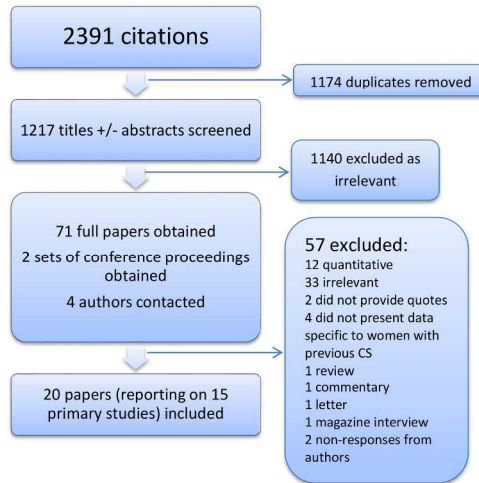 2391 citations
1174 duplicates removed
1217 titles +/- abstracts screened
1140 excluded as
irrelevant
71 full papers obtained
2 sets of conference proceedings
obtained
4 authors contacted
57 excluded:
12 quantitative
33 irrelevant
2 did not provide quotes
4 did not present data
specific to women with
previous CS
1 review
1 commentary
1 letter
1 magazine interview
2 non-responses from
authors
20 papers (reporting on 15
primary studies) included